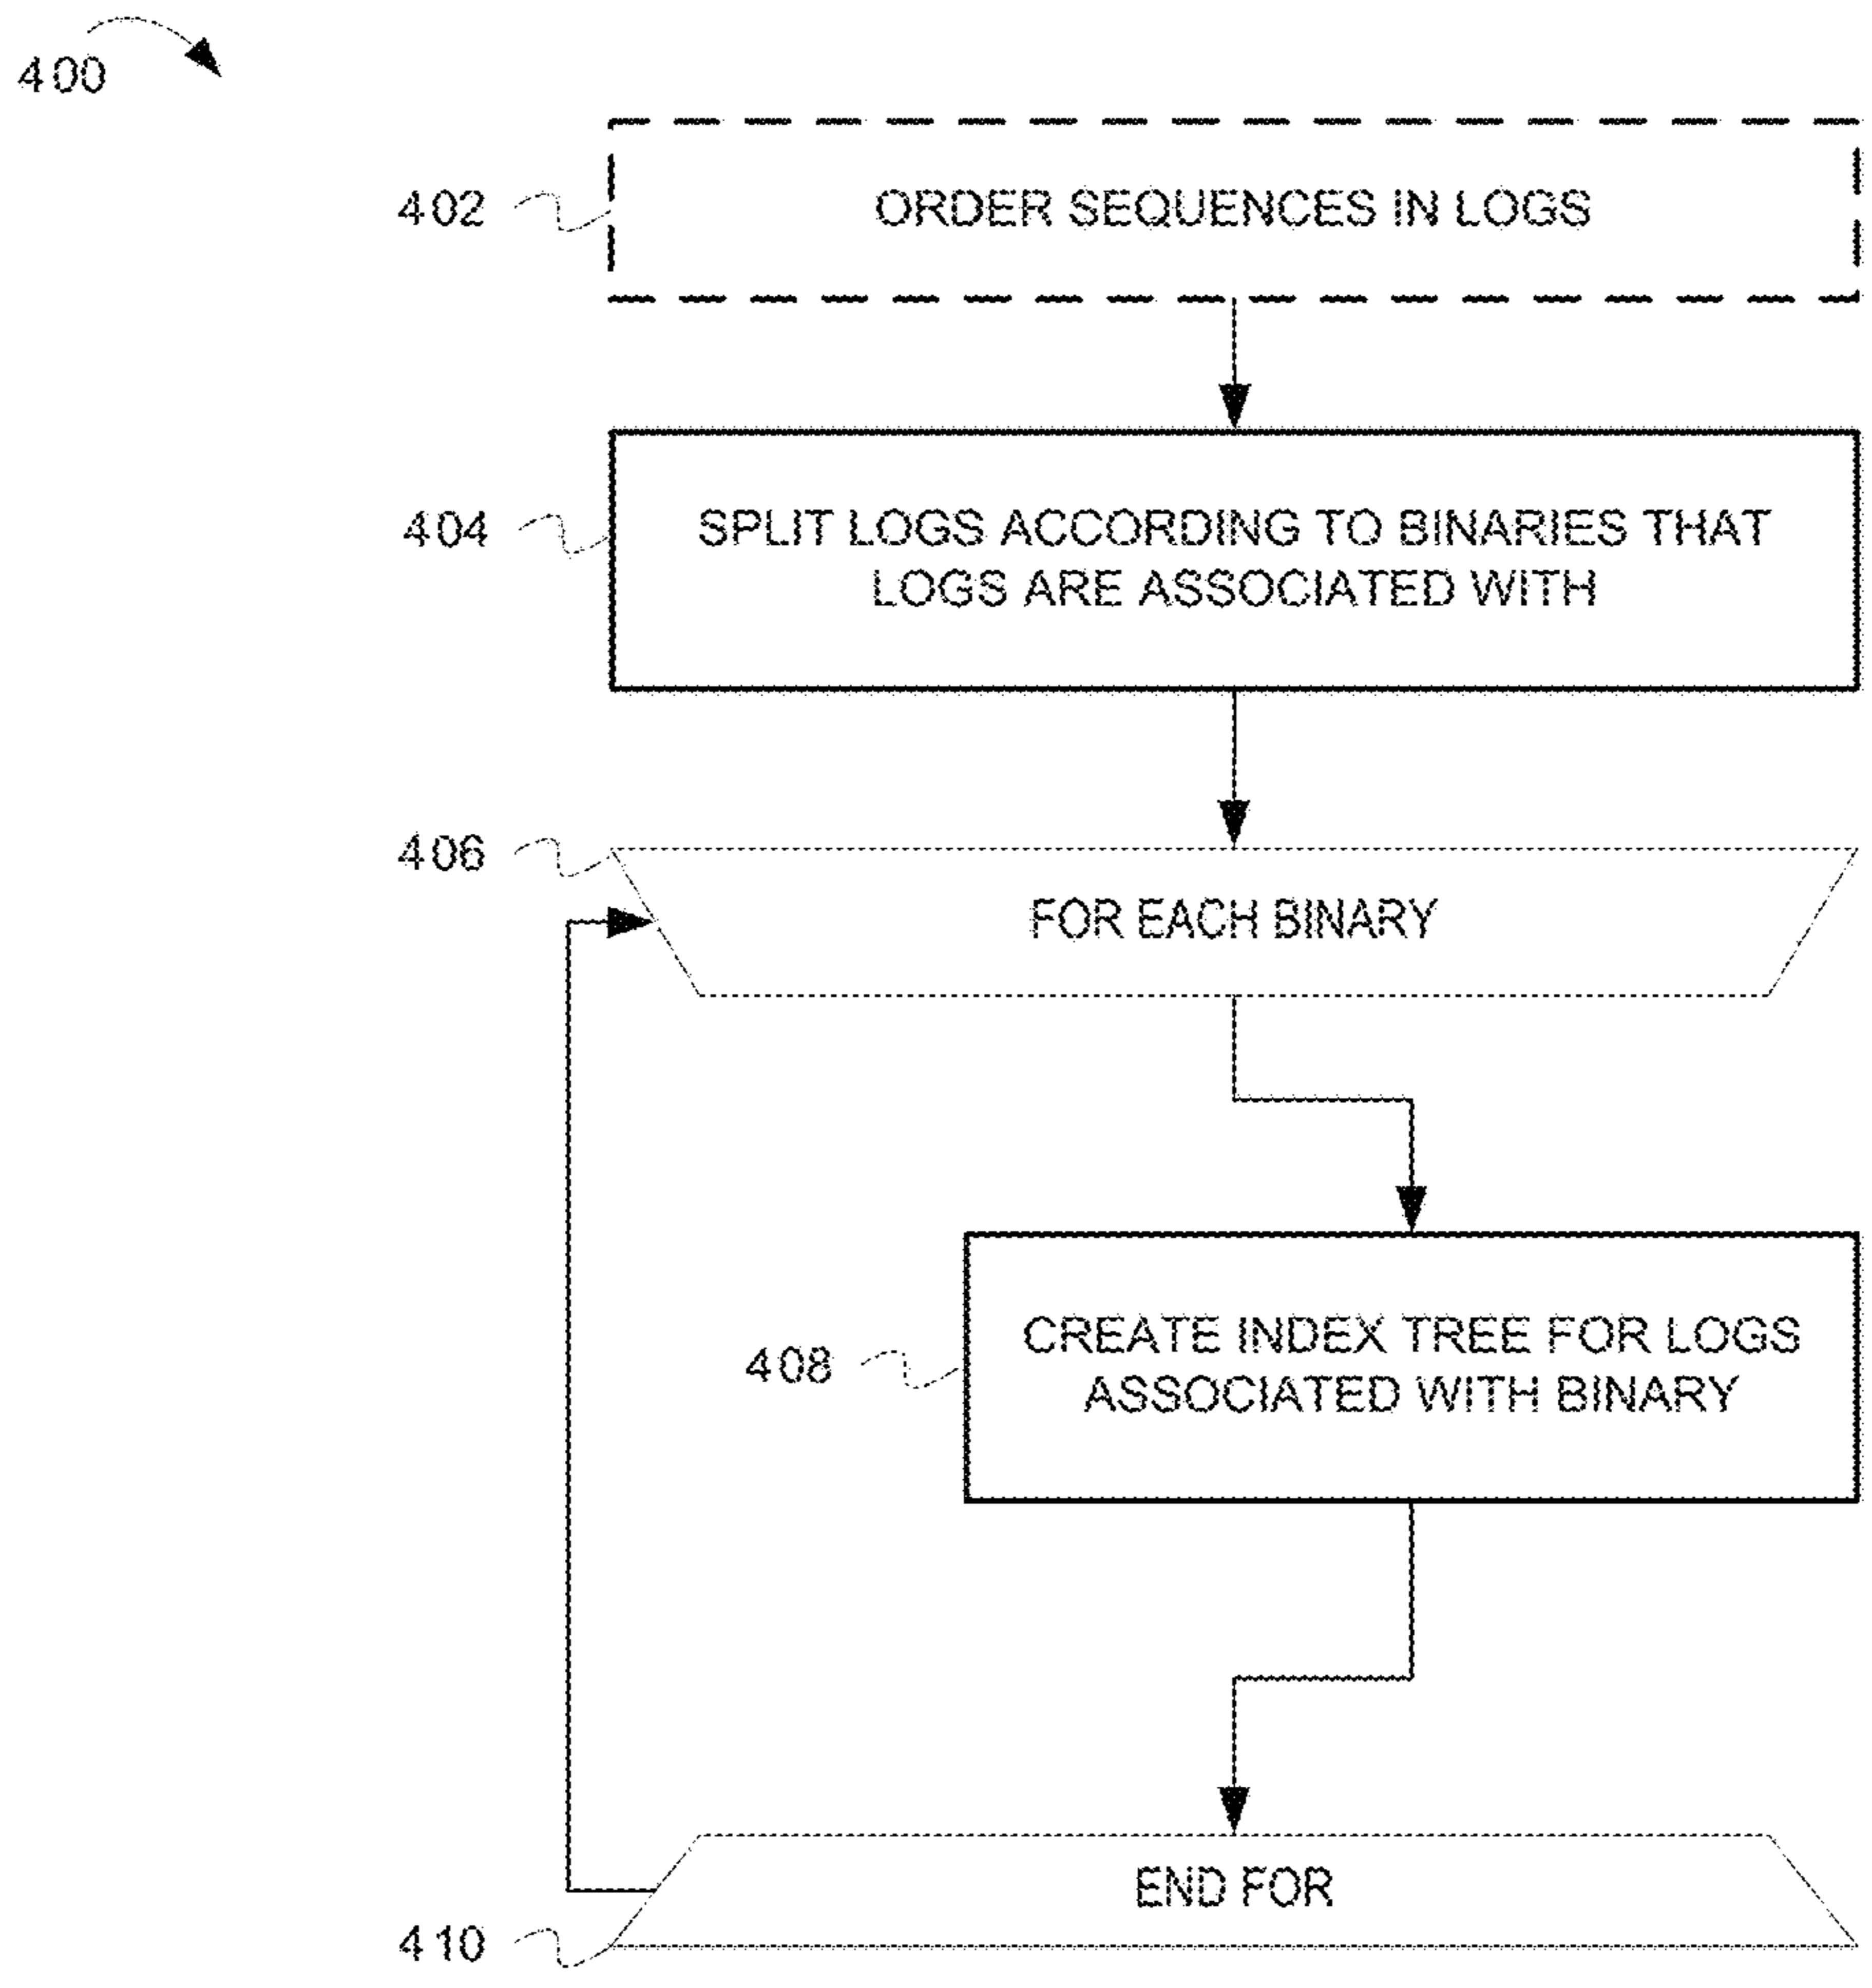 400
402
ORDER SEQUENCES IN LOGS
404
SPLIT LOGS ACCORDING TO BINARIES THAT
LOGS ARE ASSOCIATED WITH
406
FOR EACH BINARY
408
CREATE INDEX TREE FOR LOGS
ASSOCIATED WITH BINARY
END FOR
410